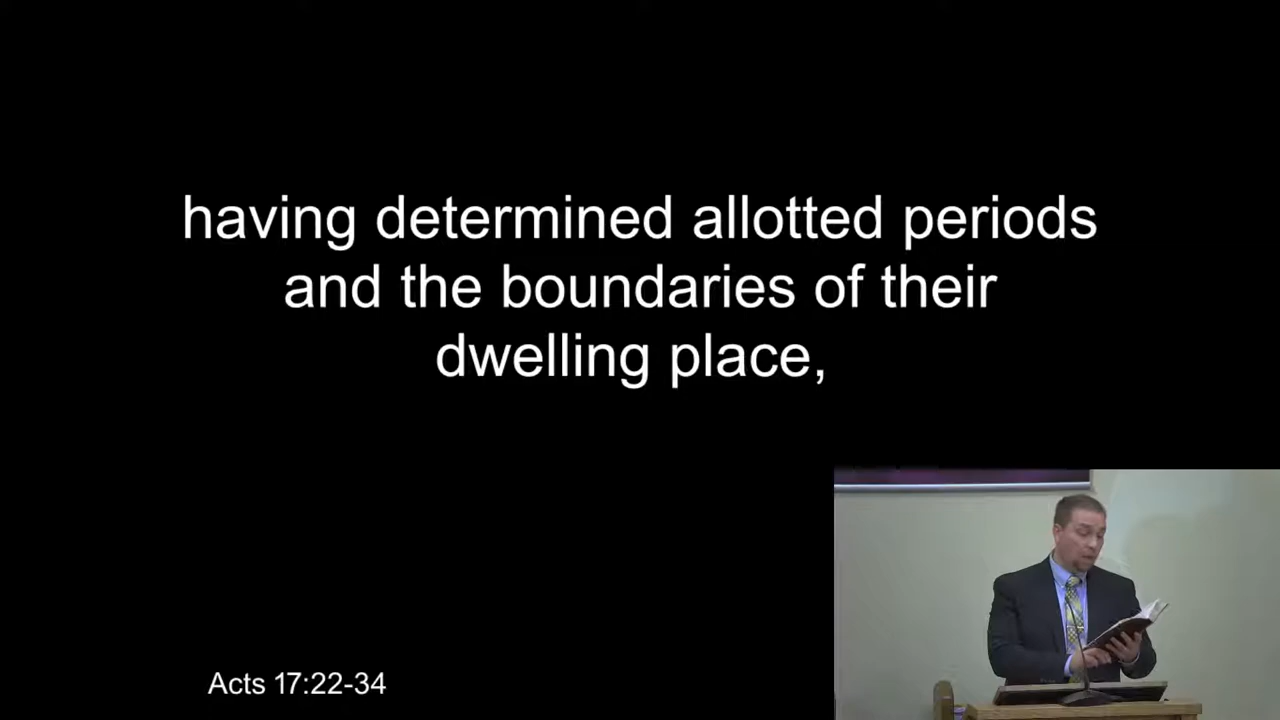 having determined allotted periods
and the boundaries of their
dwelling place,
Acts 17:22-34